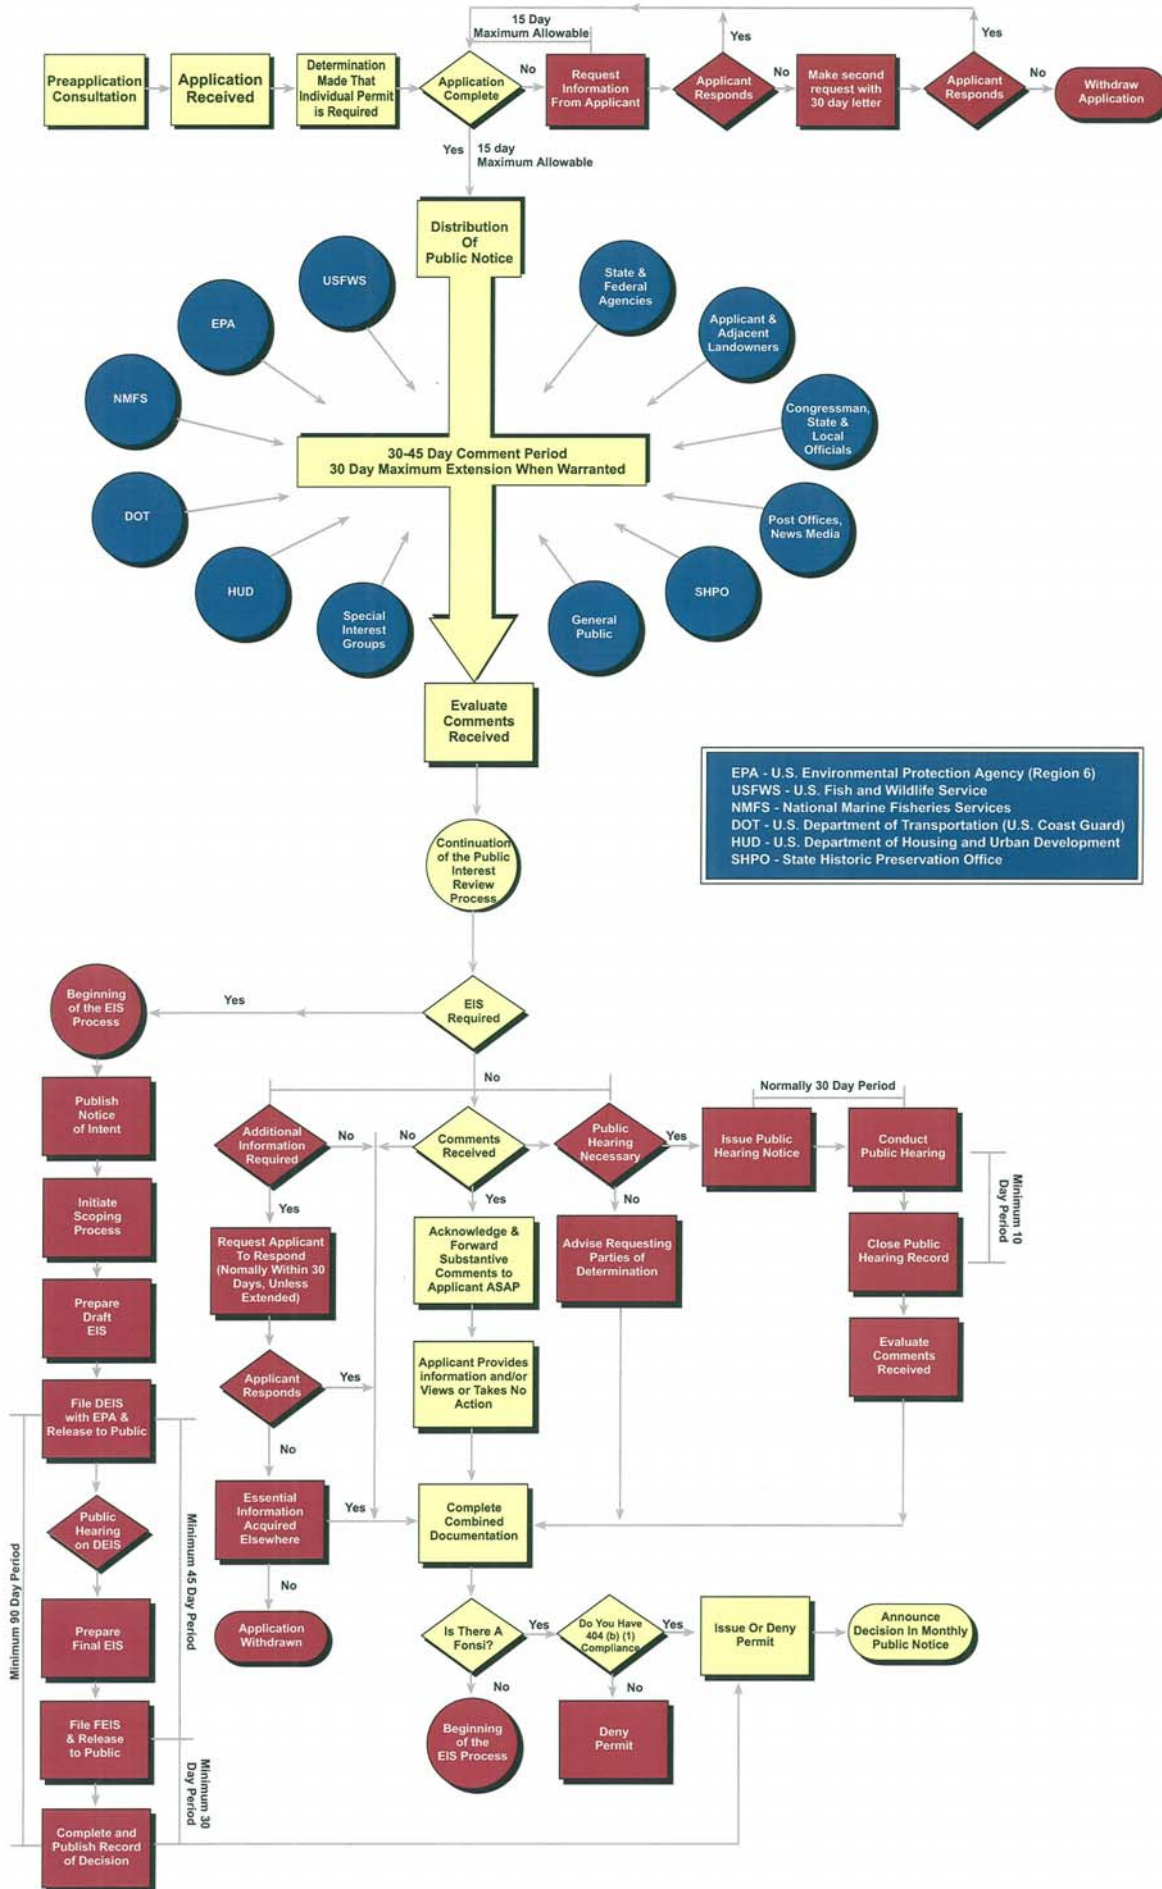 15 Day
Maximum Allowable
Yes
Yes
Preapplication
Consultation
Application
Received
Determination
Made That
Individual Permit
is Required
Application
Complete
No
Request
Information
From Applicant
Applicant
Responds
No
Make second
request with
30 day letter
Applicant
Responds
No
Withdraw
Application
Yes
15 day
Maximum Allowable
Distribution
Of
Public Notice
USFWS
State &
Federal
Agencies
EPA
Applicant &
Adjacent
Landowners
NMFS
Congressman,
State &
Local
Officials
30-45 Day Comment Period
30 Day Maximum Extension When Warranted
DOT
Post Offices,
News Media
HUD
SHPO
Special
Interest
Groups
General
Public
Evaluate
Comments
Received
EPA - U.S. Environmental Protection Agency (Region 6)
USFWS - U.S. Fish and Wildlife Service
NMFS - National Marine Fisheries Services
DOT - U.S. Department of Transportation (U.S. Coast Guard)
HUD - U.S. Department of Housing and Urban Development
SHPO - State Historic Preservation Office
Continuation
of the Public
Interest
Review
Process
Beginning
of the EIS
Process
Yes
EIS
Required
No
Normally 30 Day Period
Publish
Notice
of Intent
Additional
Information
Required
No
No
Comments
Received
Public
Hearing
Necessary
Yes
Issue Public
Hearing Notice
Conduct
Public Hearing
Minimum 10
Day Period
Initiate
Scoping
Process
Yes
Yes
No
Request Applicant
To Respond
(Nomally Within 30
Days, Unless
Extended)
Acknowledge &
Forward
Substantive
Comments to
Applicant ASAP
Advise Requesting
Parties of
Determination
Close Public
Hearing Record
Prepare
Draft
EIS
Applicant
Responds
Yes
Applicant Provides
information and/or
Views or Takes No
Action
Evaluate
Comments
Received
File DEIS
with EPA &
Release to Public
No
Essential
Information
Acquired
Elsewhere
Yes
Complete
Combined
Documentation
Public
Hearing
on DEIS
Minimum 45 Day Period
Minimum 90 Day Period
No
Application
Withdrawn
Prepare
Final EIS
Is There A
Fonsi?
Yes
Do You Have
404 (b) (1)
Compliance
Yes
Issue Or Deny
Permit
Announce
Decision In Monthly
Public Notice
No
No
File FEIS
& Release
to Public
Minimum 30
Day Period
Beginning
of the
EIS Process
Deny
Permit
Complete and
Publish Record
of Decision